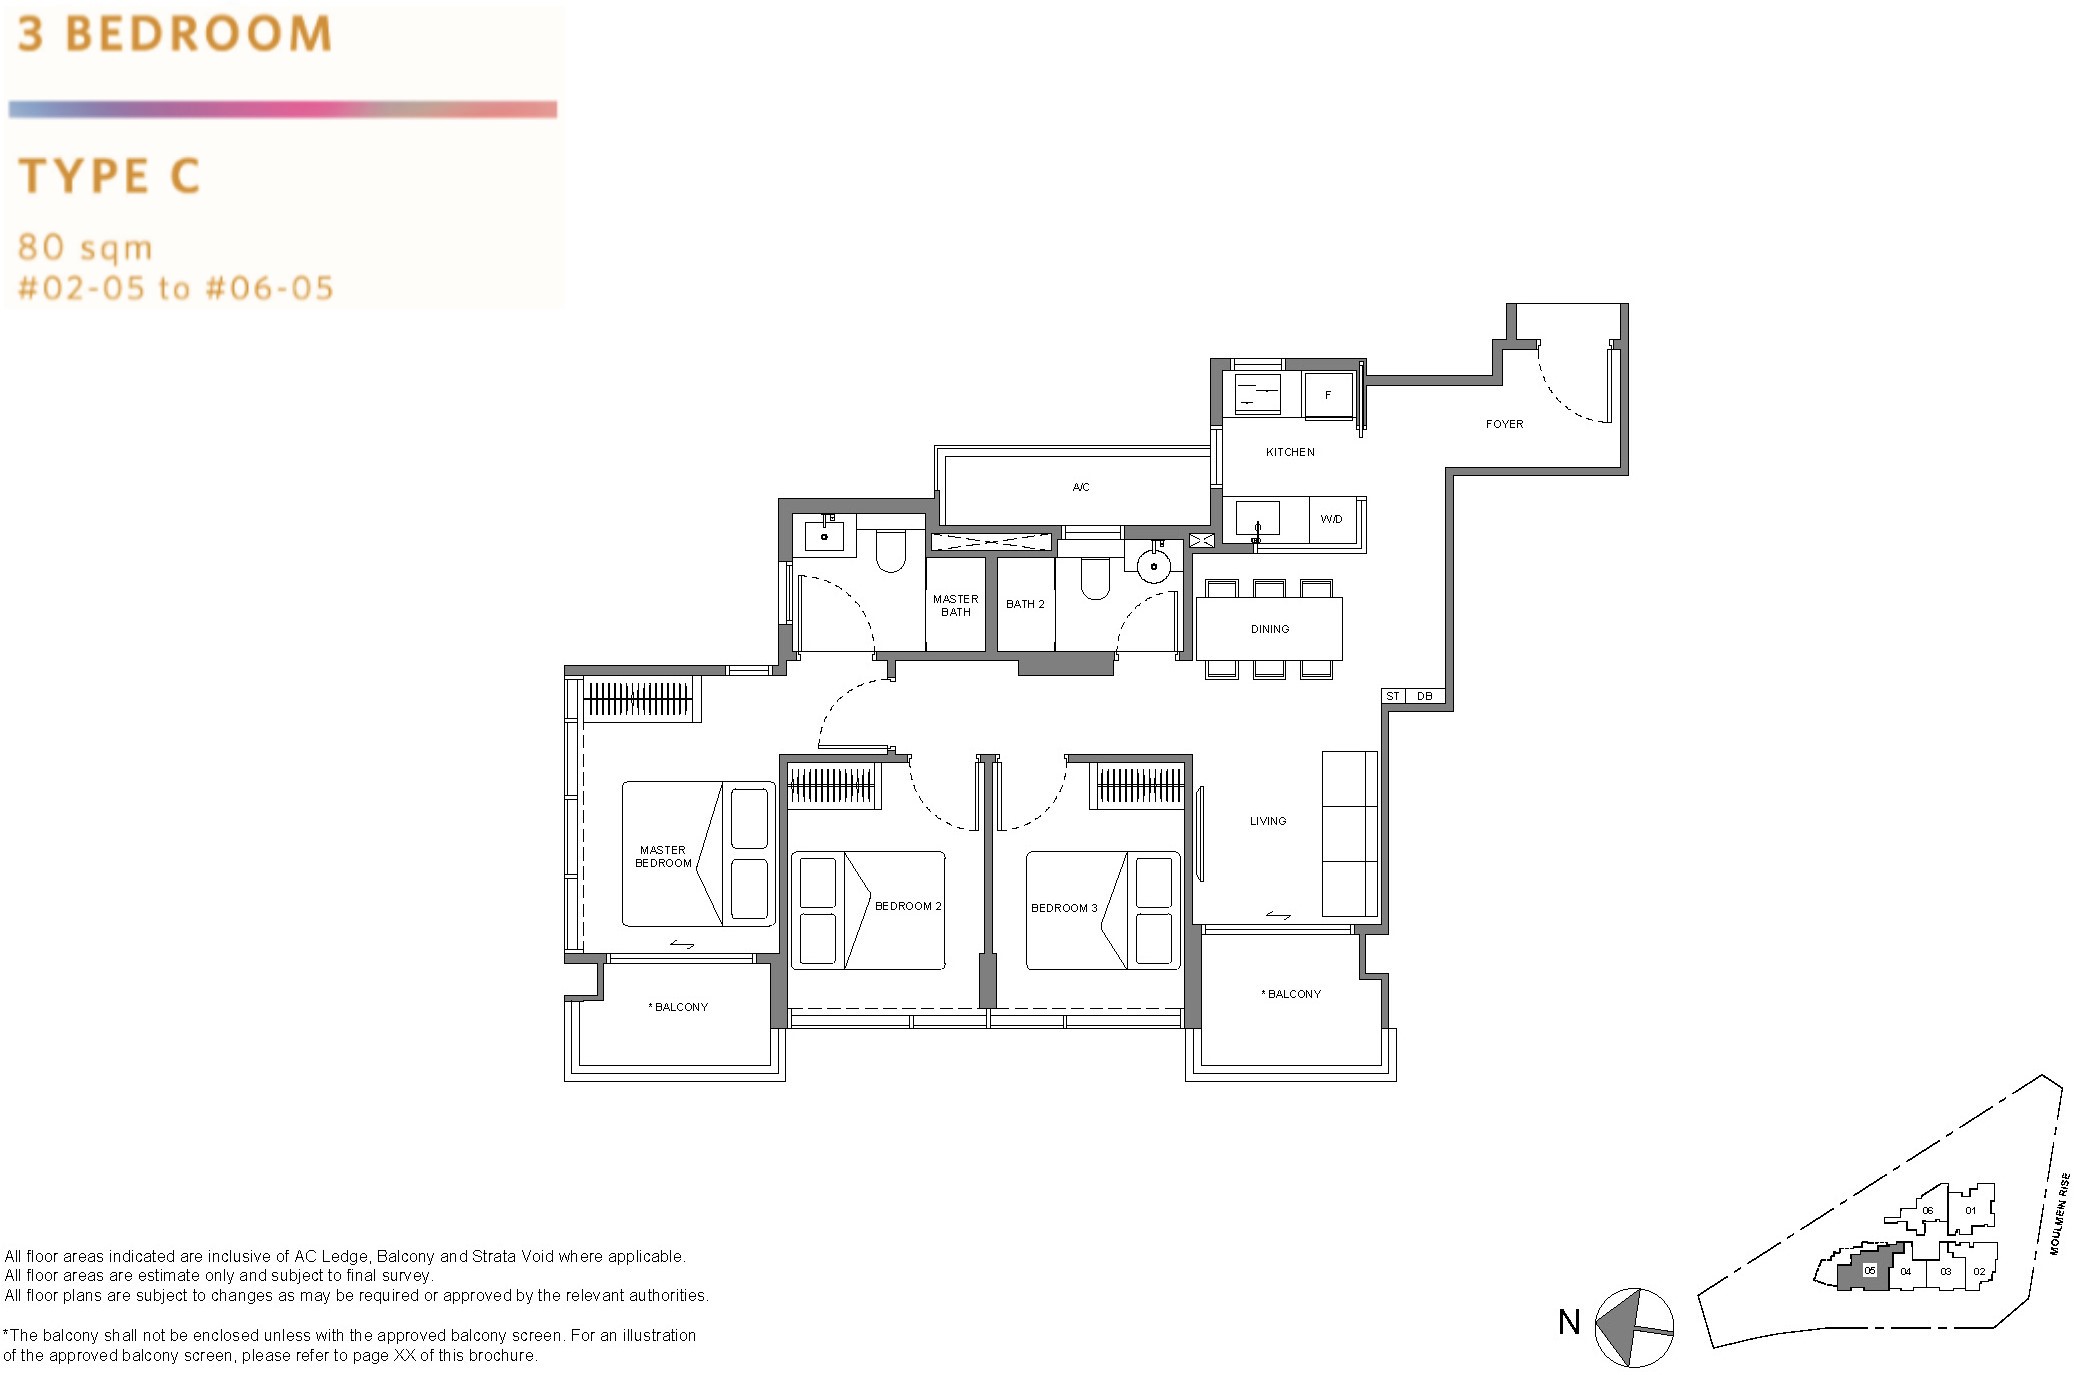 3 BEDROOM
TYPE C
80 sqm
#02-05 to #06-05
FOYER
F
KITCHEN
A/C
W/D
MASTER
BATH
BATH 2
DINING
ST
DB
LIVING
MASTER
BEDROOM
BEDROOM 2
BEDROOM 3
* BALCONY
* BALCONY
MOULMEIN RISE
06
01
05
04
03
02
N
All floor areas indicated are inclusive of AC Ledge, Balcony and Strata Void where applicable.
All floor areas are estimate only and subject to final survey.
All floor plans are subject to changes as may be required or approved by the relevant authorities.
*The balcony shall not be enclosed unless with the approved balcony screen. For an illustration
of the approved balcony screen, please refer to page XX of this brochure.